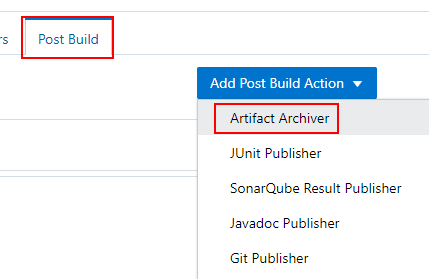 rs
Post Build
Add Post Build Action
Artifact Archiver
JUnit Publisher
SonarQube Result Publisher
Javadoc Publisher
Git Publisher